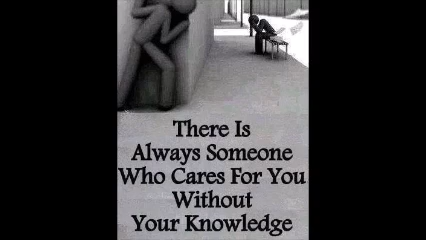 There Is
Always Someone
Who Cares For You
Without
Your Knowledge